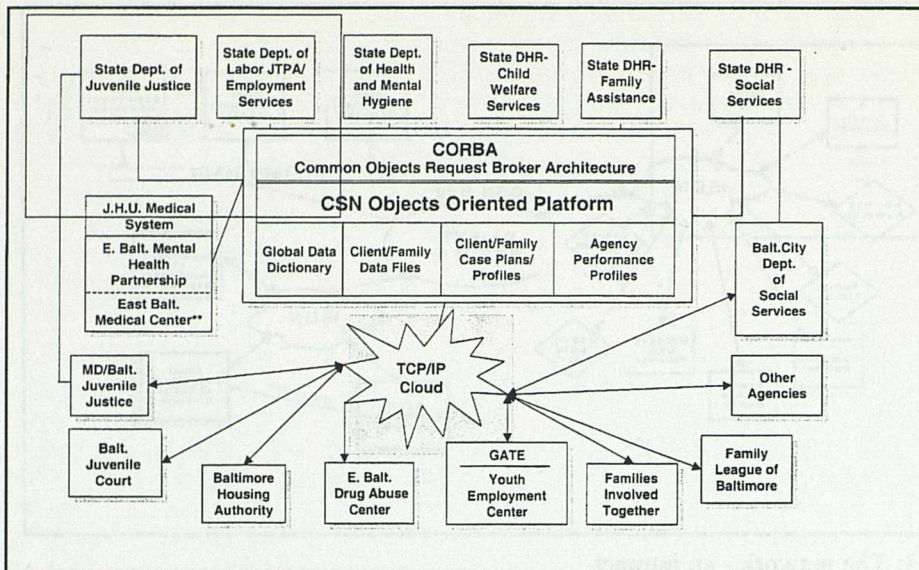 State Dept. of
Juvenile Justice
State Dept. of
Labor JTPA/
Employment
Services
State Dept.
of Health
and Mental
Hygiene
State DHR-
Child
Welfare
Services
State DHR-
Family
Assistance
State DHR -
Social
Services
CORBA
Common Objects Request Broker Architecture
CSN Objects Oriented Platform
Global Data
Dictionary
Client/Family
Data Files
Client/Family
Case Plans/
Profiles
Agency
Performance
Profiles
J.H.U. Medical
System
E. Balt. Mental
Health
Partnership
East Balt.
Medical Center**
Balt.City
Dept.
of
Social
Services
TCP/IP
Cloud
MD/Balt.
Juvenile
Justice
Other
Agencies
Balt.
Juvenile
Court
Baltimore
Housing
Authority
E. Balt.
Drug Abuse
Center
GATE
Youth
Employment
Center
Families
Involved
Together
Family
League of
Baltimore